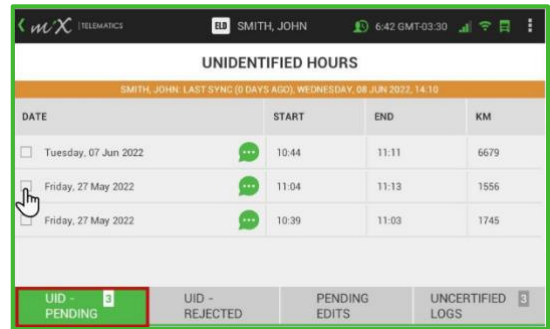 mix TELEMATICS ELD SMITH, JOHN 6:42 GMT-03:30
UNIDENTIFIED HOURS
SMITH, JOHN: LAST SYNC (0 DAYS AGO), WEDNESDAY, 08 JUN 2022, 14:10
DATE START END KM
Tuesday, 07 Jun 2022 10:44 11:11 6679
Friday, 27 May 2022 11:04 11:13 1556
Friday, 27 May 2022 10:39 11:03 1745
UID - 3 UID - PENDING UNCERTIFIED 3
PENDING REJECTED EDITS LOGS